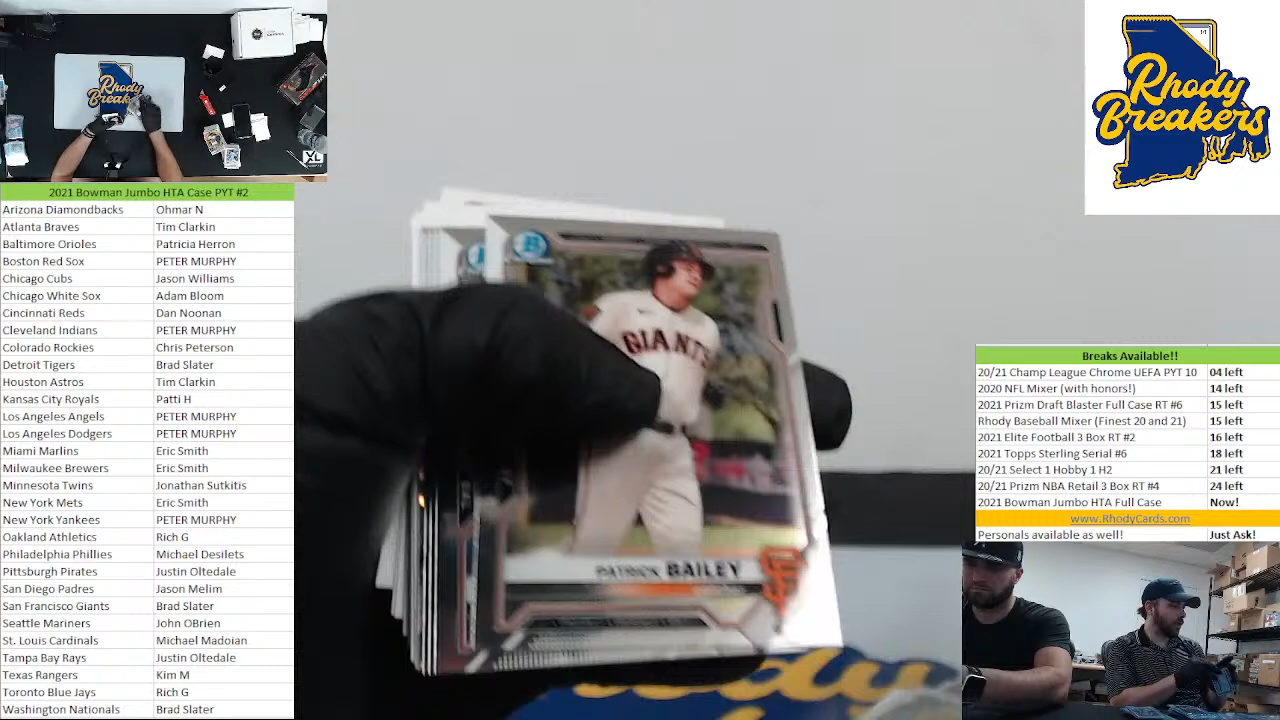 Rhody
Breakers
2021 Bowman Jumbo HTA Case PYT #2
Arizona Diamondbacks Ohmar N
Atlanta Braves Tim Clarkin
Baltimore Orioles Patricia Herron
Boston Red Sox PETER MURPHY
Chicago Cubs Jason Williams
Chicago White Sox Adam Bloom
Cincinnati Reds Dan Noonan
Cleveland Indians PETER MURPHY
Colorado Rockies Chris Peterson
Detroit Tigers Brad Slater
Houston Astros Tim Clarkin
Kansas City Royals Patti H
Los Angeles Angels PETER MURPHY
Los Angeles Dodgers PETER MURPHY
Miami Marlins Eric Smith
Milwaukee Brewers Eric Smith
Minnesota Twins Jonathan Sutkitis
New York Mets Eric Smith
New York Yankees PETER MURPHY
Oakland Athletics Rich G
Philadelphia Phillies Michael Desilets
Pittsburgh Pirates Justin Oltedale
San Diego Padres Jason Melim
San Francisco Giants Brad Slater
Seattle Mariners John OBrien
St. Louis Cardinals Michael Madoian
Tampa Bay Rays Justin Oltedale
Texas Rangers Kim M
Toronto Blue Jays Rich G
Washington Nationals Brad Slater
B
GIANTS
PATRICK BAILEY
SF
Rhody
Rhody
Breakers
XL
Breaks Available!!
20/21 Champ League Chrome UEFA PYT 10 04 left
2020 NFL Mixer (with honors!) 14 left
2021 Prizm Draft Blaster Full Case RT #6 15 left
Rhody Baseball Mixer (Finest 20 and 21) 15 left
2021 Elite Football 3 Box RT #2 16 left
2021 Topps Sterling Serial #6 18 left
20/21 Select 1 Hobby 1 H2 21 left
20/21 Prizm NBA Retail 3 Box RT #4 24 left
2021 Bowman Jumbo HTA Full Case Now!
www.RhodyCards.com
Personals available as well! Just Ask!